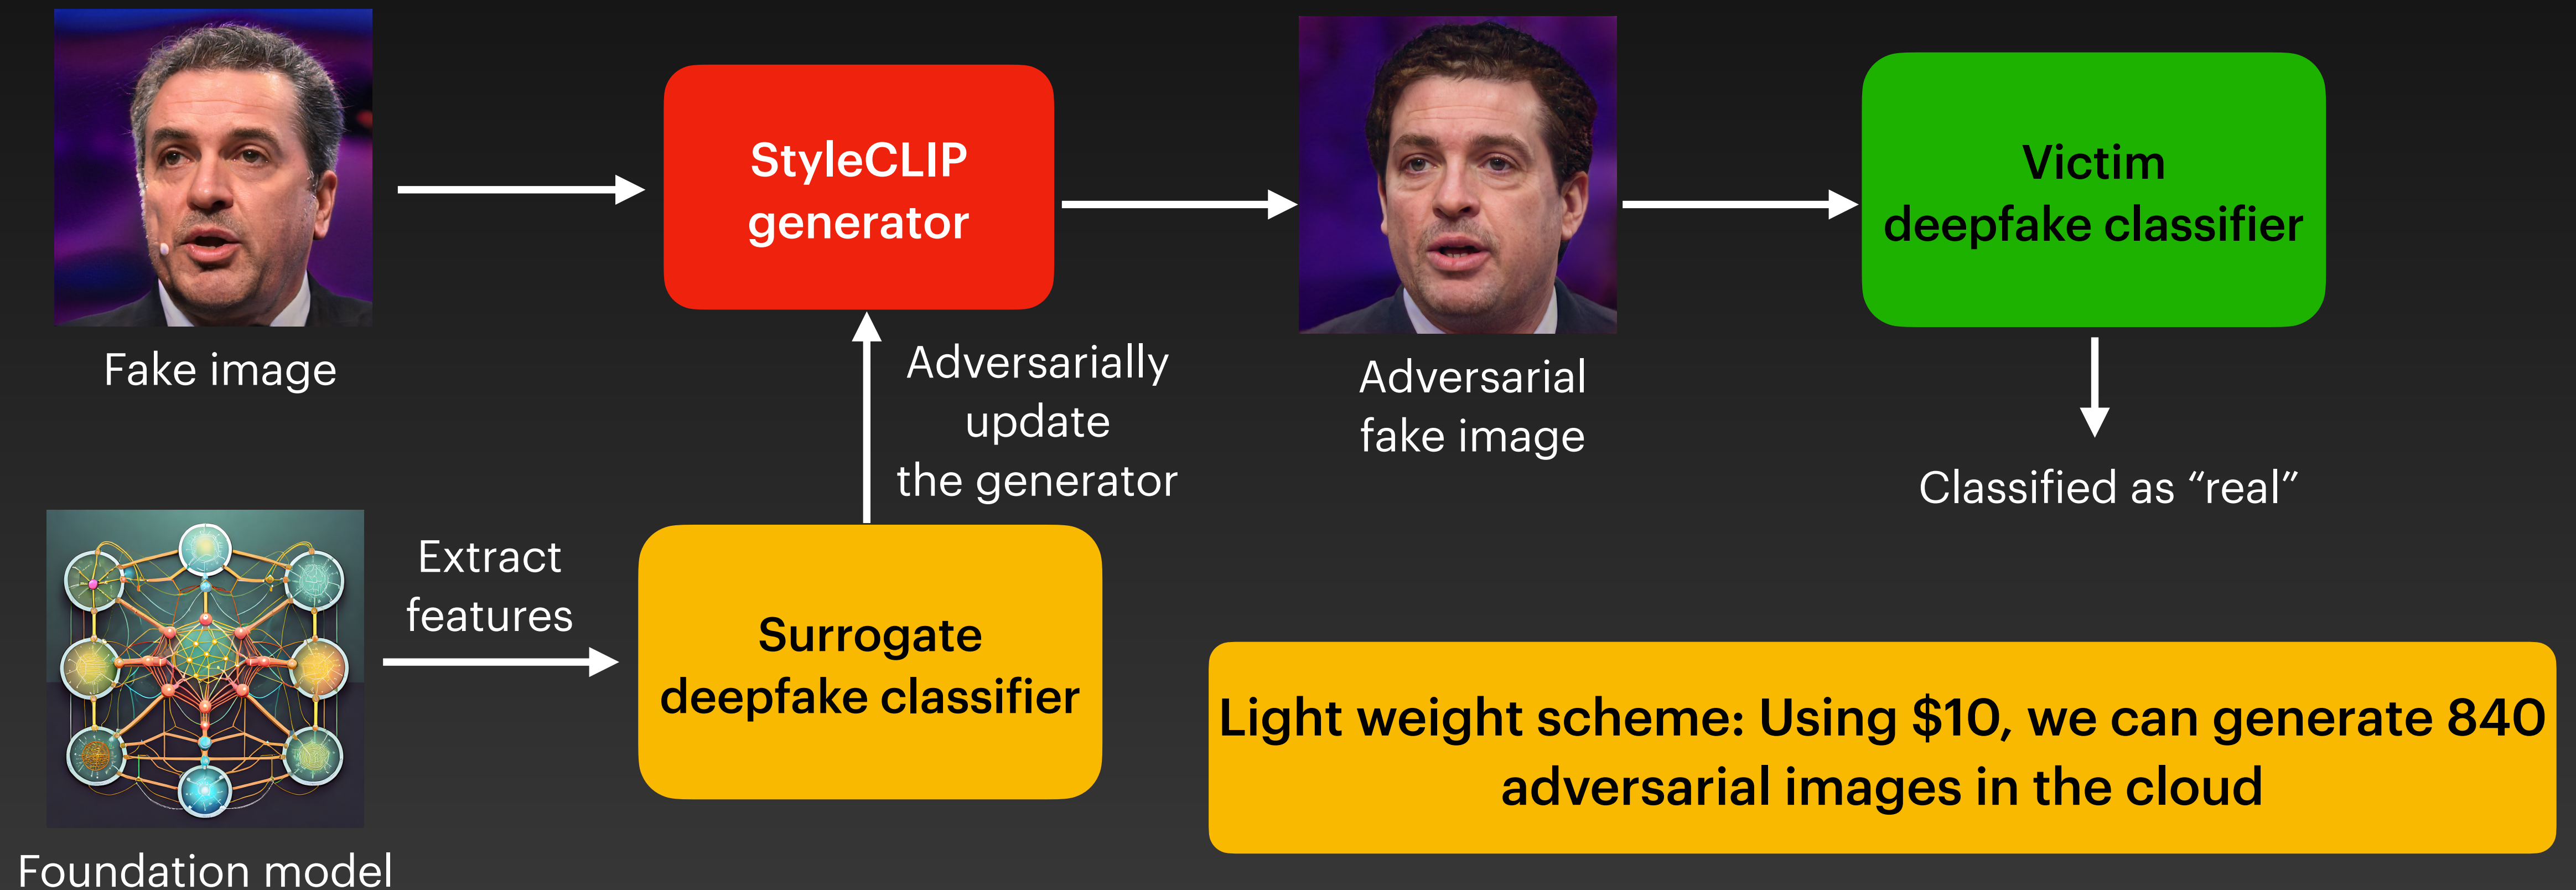 Fake image
StyleCLIP
generator
Adversarial
fake image
Victim
deepfake classifier
Classified as “real”
Foundation model
Extract
features
Surrogate
deepfake classifier
Adversarially
update
the generator
Light weight scheme: Using $10, we can generate 840
adversarial images in the cloud